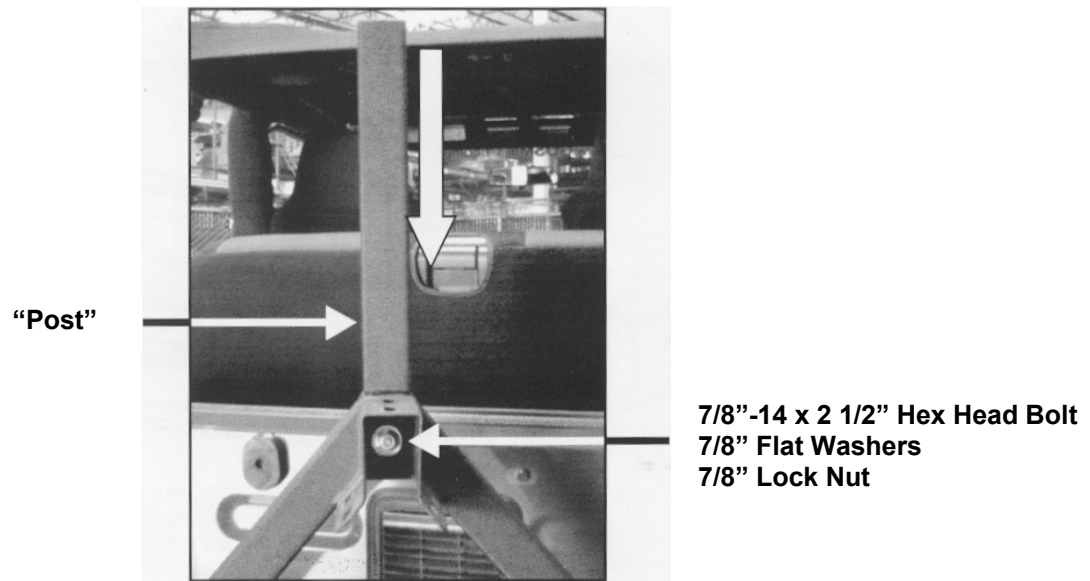 “Post”
7/8”-14 x 2 1/2” Hex Head Bolt
7/8” Flat Washers
7/8” Lock Nut